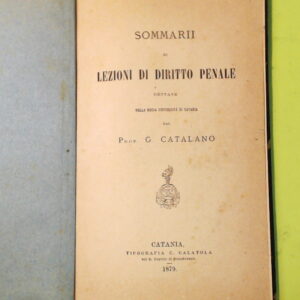 SOMMARII
DI
LEZIONI DI DIRITTO PENALE
DETTATE
NELLA REGIA UNIVERSITÀ DI CATANIA
DAL
PROF. G. CATALANO
CATANIA,
TIPOGRAFIA C. GALATOLA
1879.